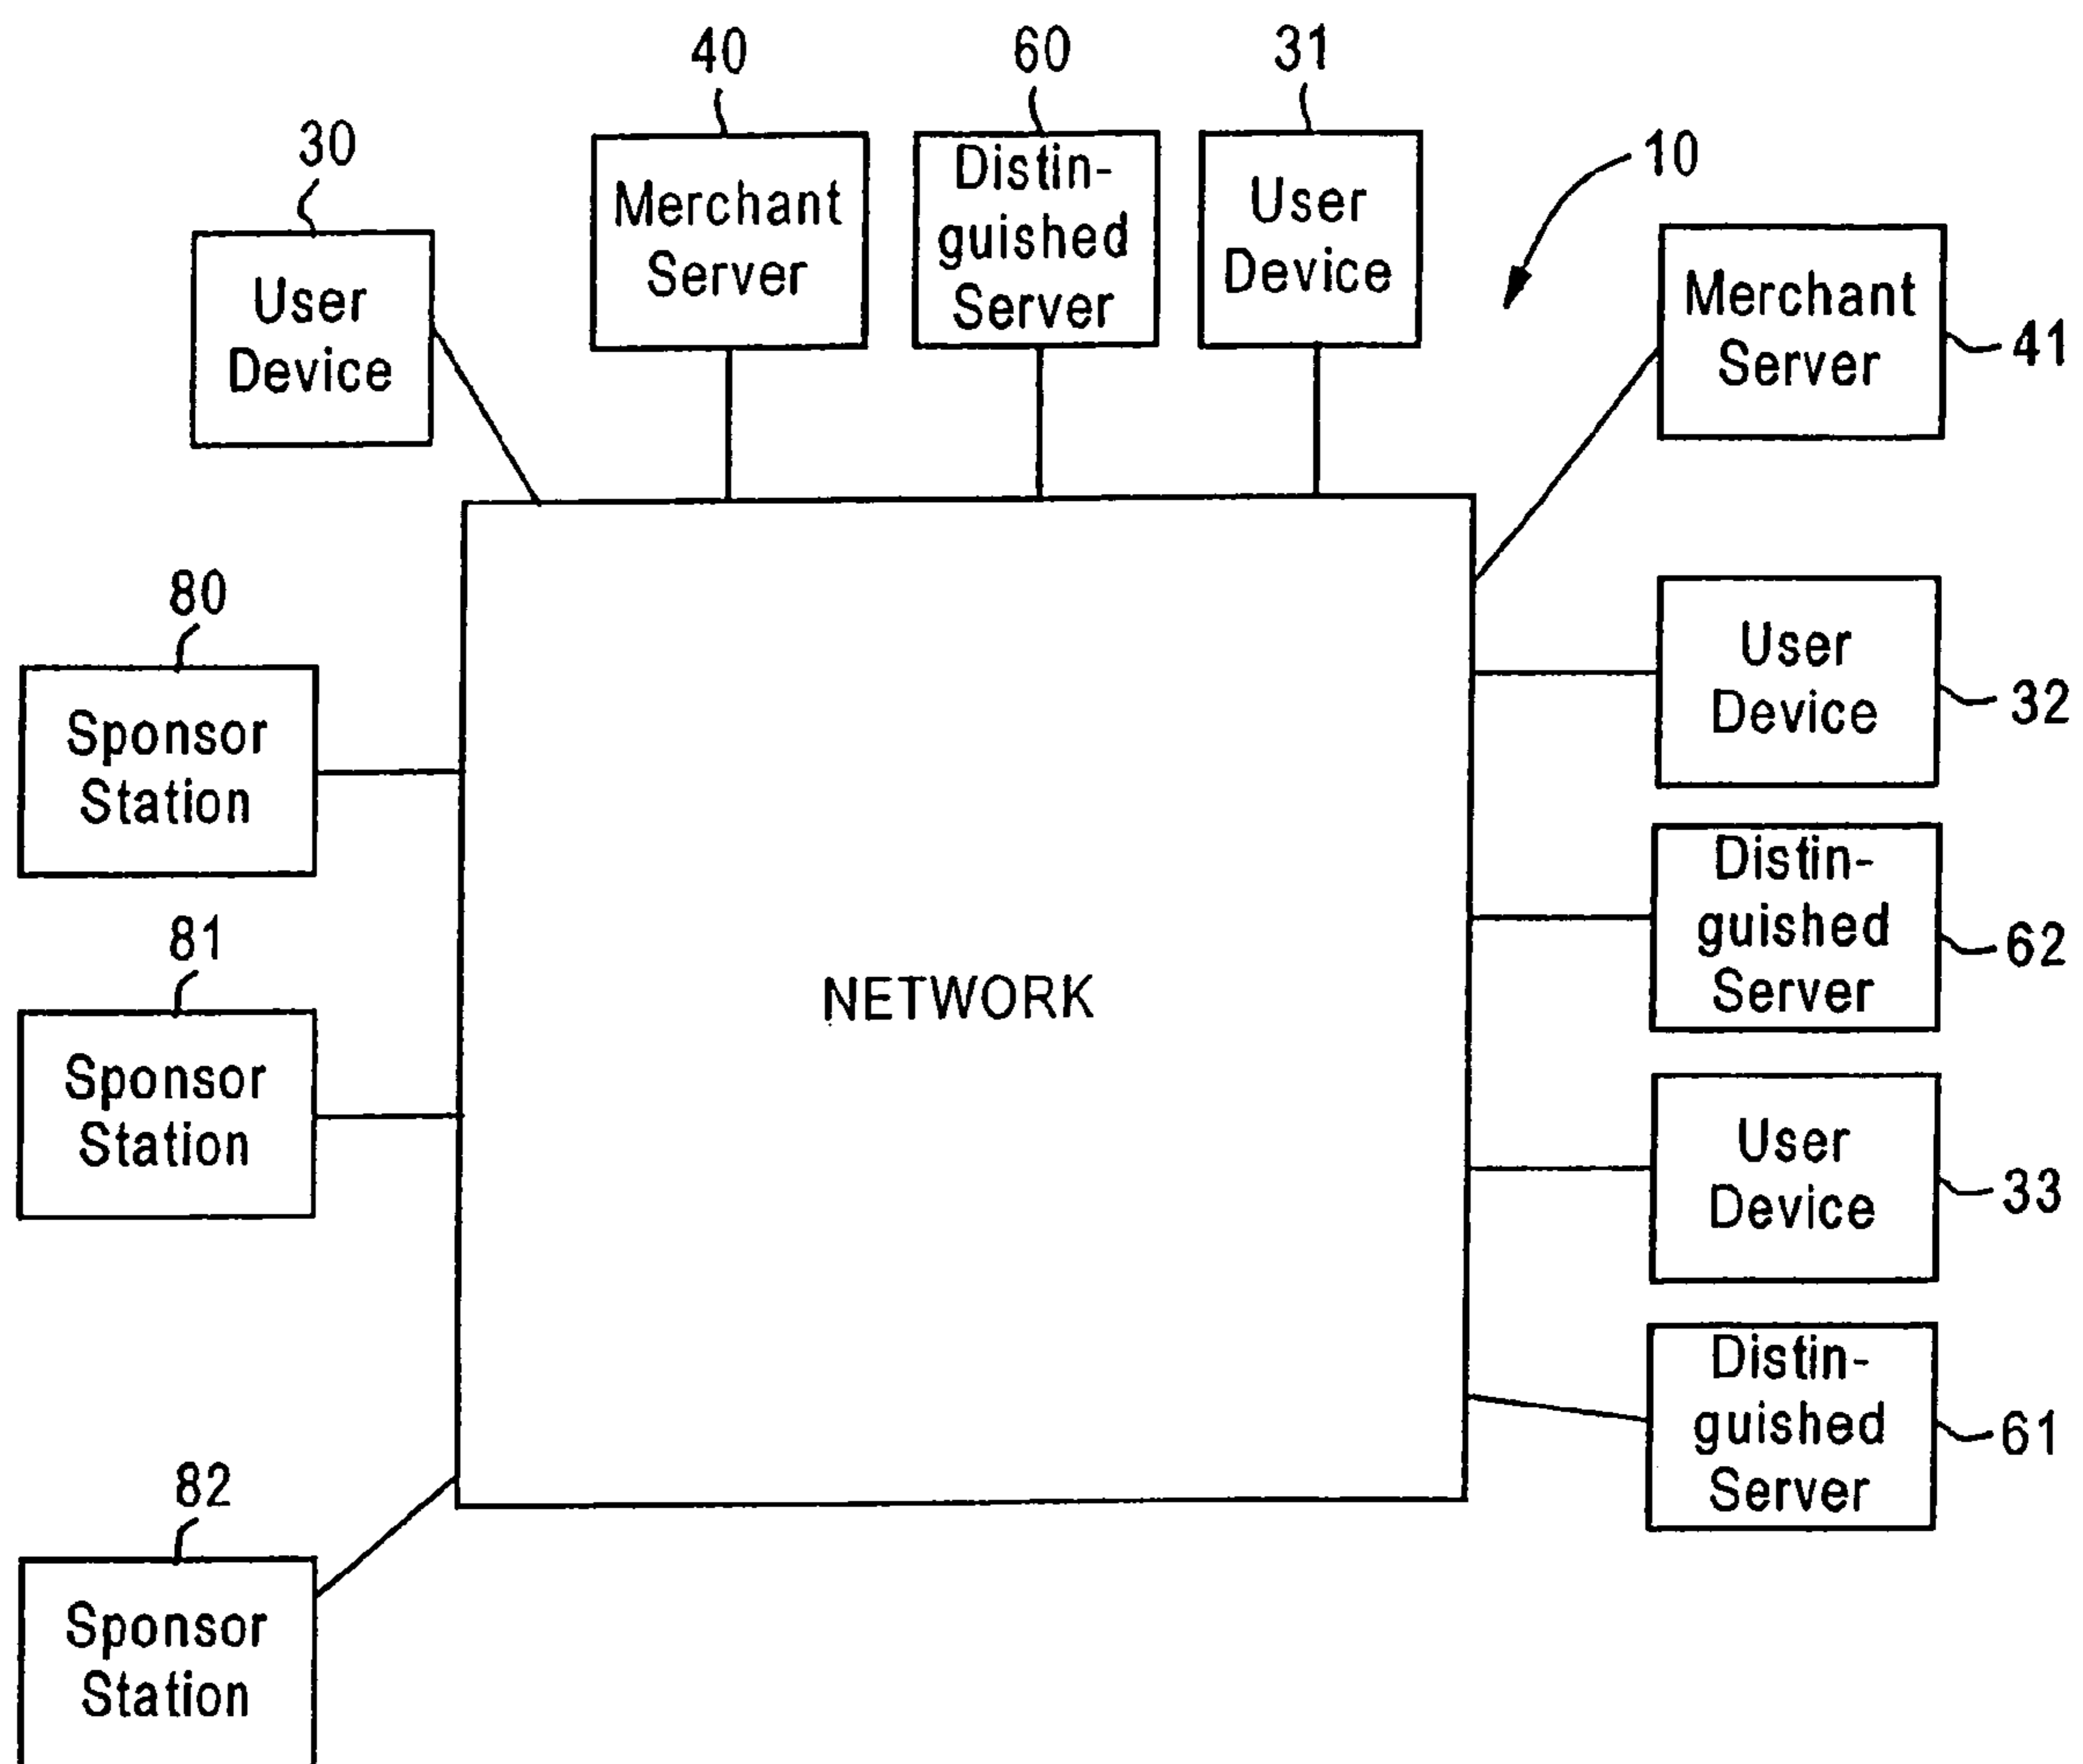 40
60
31
30
10
Merchant
Server
Distin-
guished
Server
User
Device
User
Device
Merchant
Server
41
80
User
Device
32
Sponsor
Station
Distin-
guished
Server
62
81
NETWORK
Sponsor
Station
User
Device
33
Distin-
guished
Server
61
82
Sponsor
Station